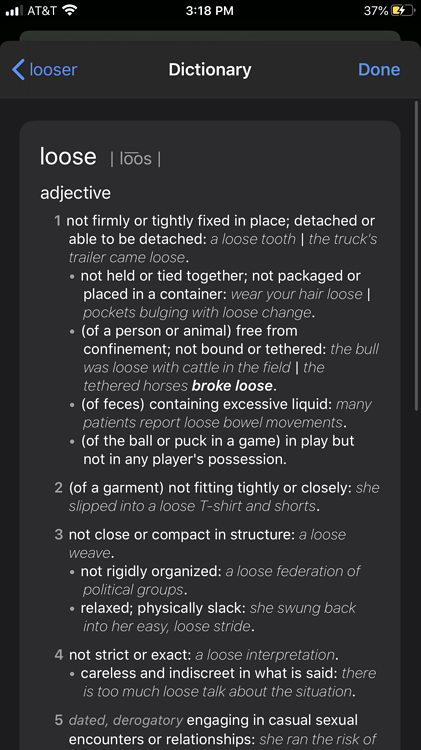 AT&T 3:18 PM 37%
looser Dictionary Done
loose | lo͞os |
adjective
1 not firmly or tightly fixed in place; detached or
able to be detached: a loose tooth | the truck's
trailer came loose.
• not held or tied together; not packaged or
placed in a container: wear your hair loose |
pockets bulging with loose change.
• (of a person or animal) free from
confinement; not bound or tethered: the bull
was loose with cattle in the field | the
tethered horses broke loose.
• (of feces) containing excessive liquid: many
patients report loose bowel movements.
• (of the ball or puck in a game) in play but
not in any player's possession.
2 (of a garment) not fitting tightly or closely: she
slipped into a loose T-shirt and shorts.
3 not close or compact in structure: a loose
weave.
• not rigidly organized: a loose federation of
political groups.
• relaxed; physically slack: she swung back
into her easy, loose stride.
4 not strict or exact: a loose interpretation.
• careless and indiscreet in what is said: there
is too much loose talk about the situation.
5 dated, derogatory engaging in casual sexual
encounters or relationships: she ran the risk of